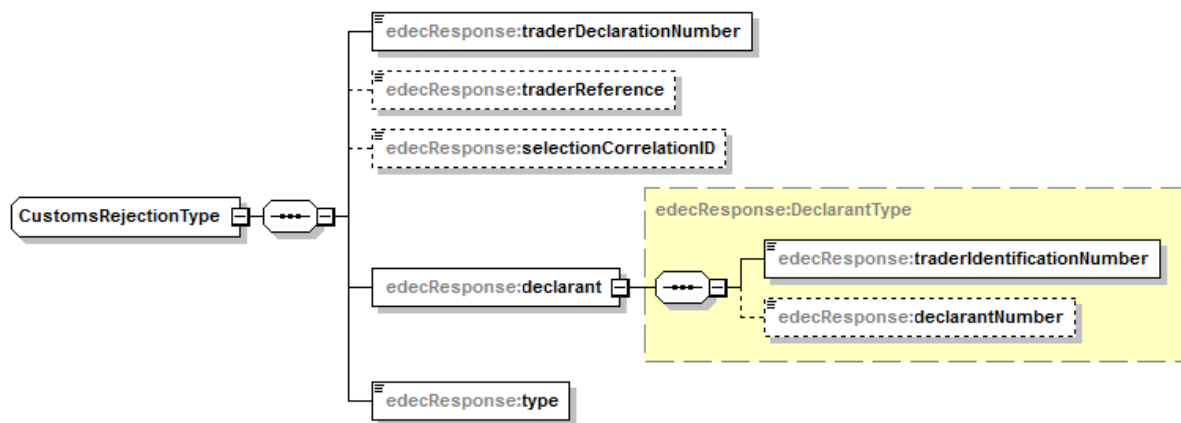 edecResponse:traderDeclarationNumber
edecResponse:traderReference
edecResponse:selectionCorrelationID
CustomsRejectionType
edecResponse:DeclarantType
edecResponse:traderIdentificationNumber
edecResponse:declarant
edecResponse:declarantNumber
edecResponse:type